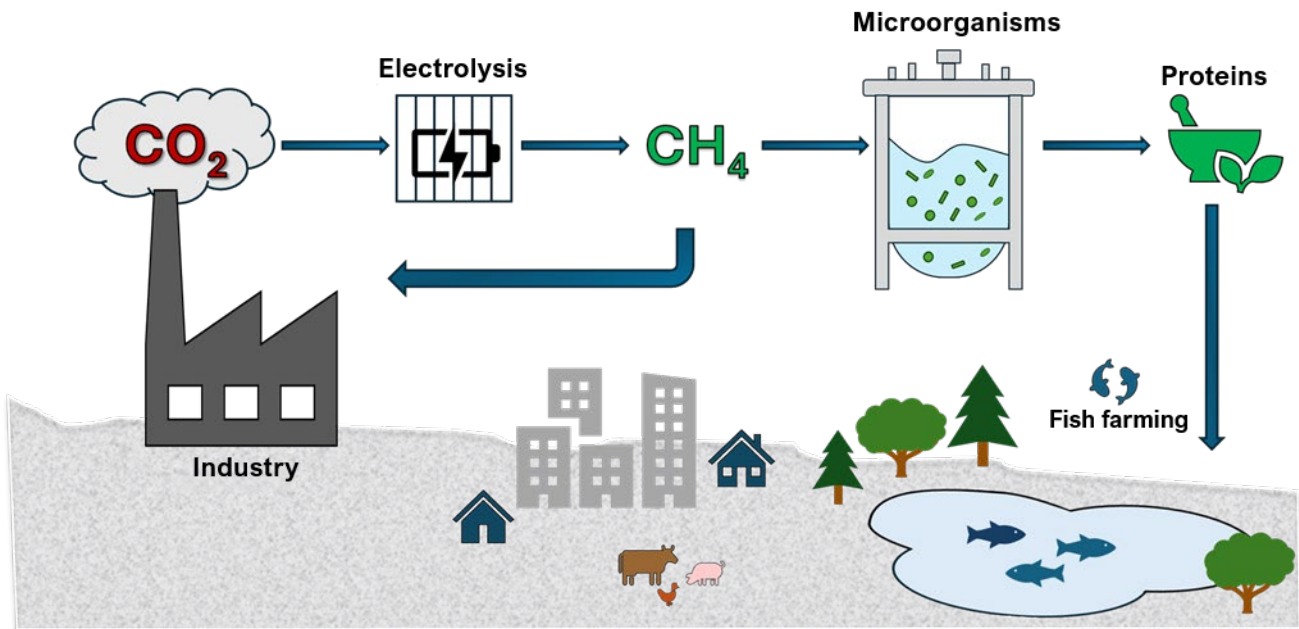 Microorganisms
Electrolysis
Proteins
CO₂
CH₄
Fish farming
Industry